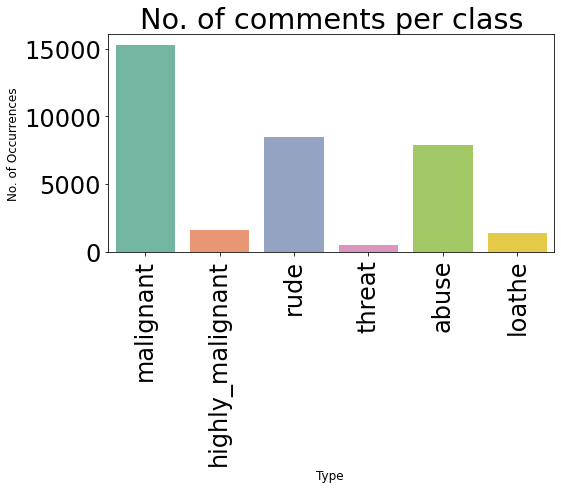 No. of comments per class
No. of Occurrences
15000
10000
5000
0
malignant
highly_malignant
rude
threat
abuse
loathe
Type